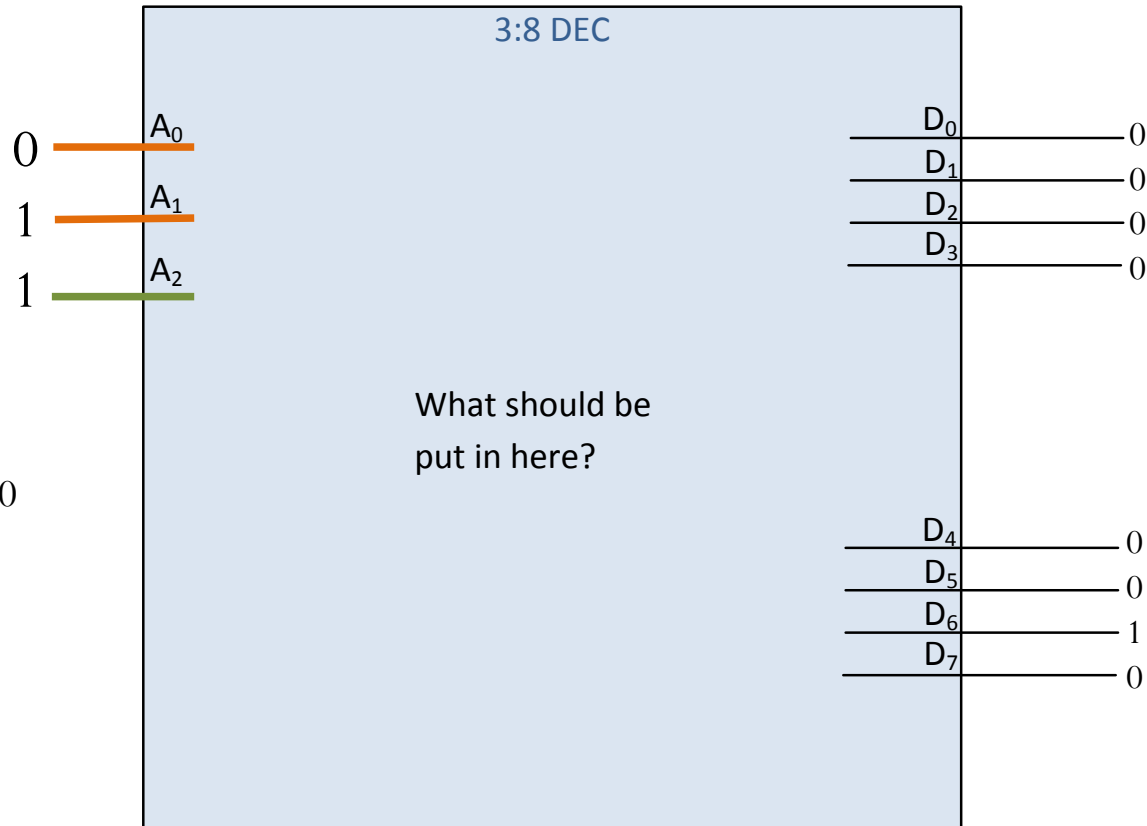 3:8 DEC
0 A₀ D₀ 0
D₁ 0
1 A₁ D₂ 0
D₃ 0
1 A₂
What should be
put in here?
0
D₄ 0
D₅ 0
D₆ 1
D₇ 0